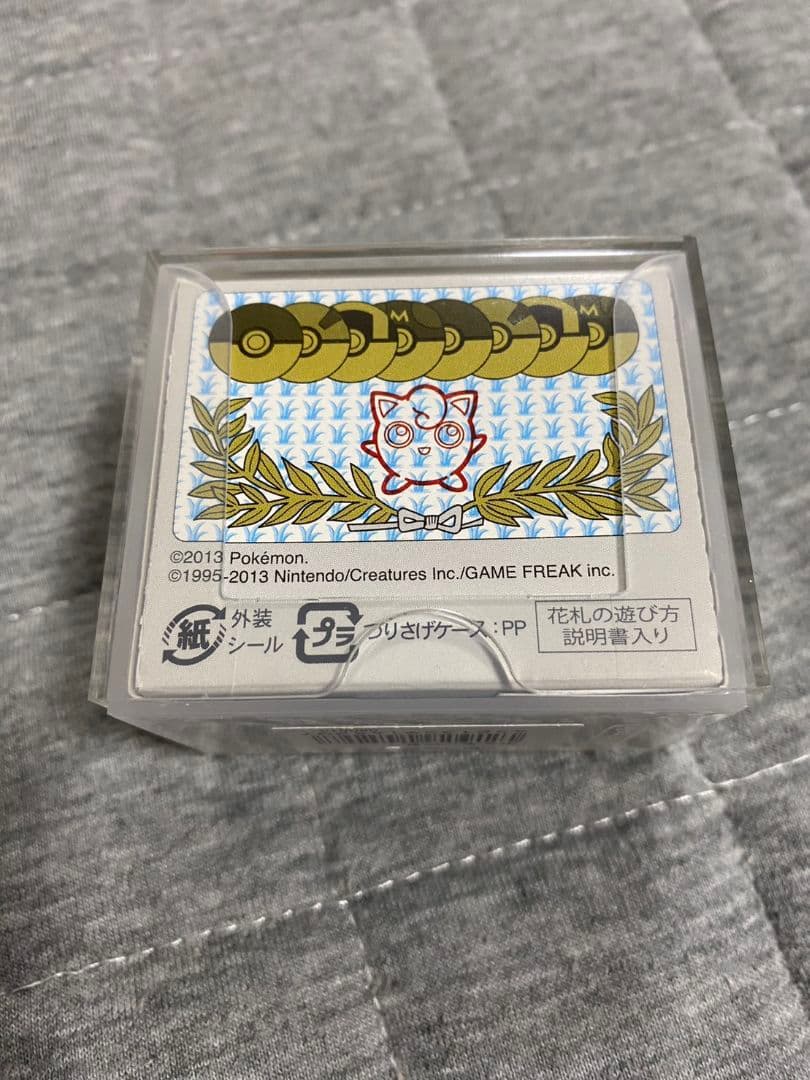 M M
©2013 Pokémon.
©1995-2013 Nintendo/Creatures Inc./GAME FREAK inc.
紙 外装
シール
プラ つりさげケース:PP
花札の遊び方
説明書入り